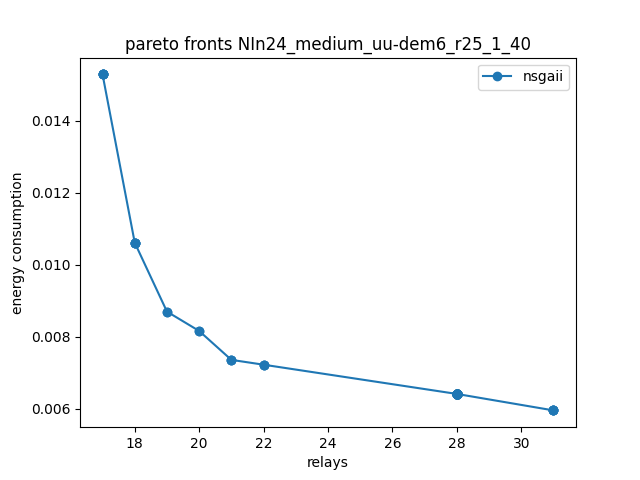 pareto fronts NIn24_medium_uu-dem6_r25_1_40
nsgaii
energy consumption
0.014
0.012
0.010
0.008
0.006
18 20 22 24 26 28 30
relays